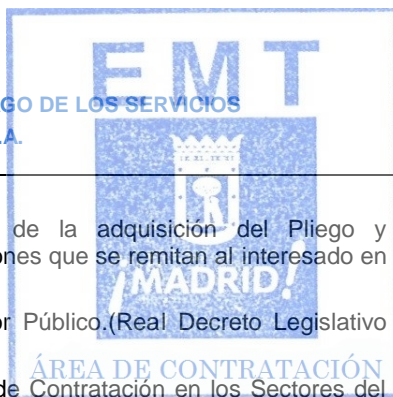 EMT
GO DE LOS SERVICIOS
.A.
de la adquisición del Pliego y
ones que se remitan al interesado en
¡MADRID!
r Público.(Real Decreto Legislativo
ÁREA DE CONTRATACIÓN
de Contratación en los Sectores del